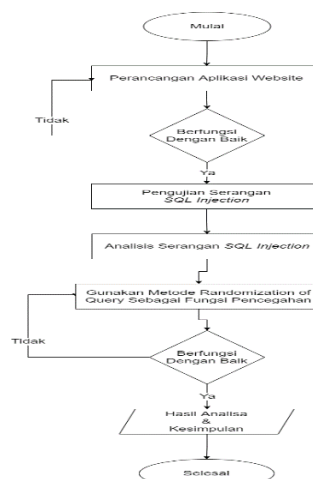 Mulai
Perancangan Aplikasi Website
Tidak
Berfungsi
Dengan Baik
Ya
Pengujian Serangan
SQL Injection
Analisis Serangan SQL Injection
Gunakan Metode Randomization of
Query Sebagai Fungsi Pencegahan
Tidak
Berfungsi
Dengan Baik
Ya
Hasil Analisa
&
Kesimpulan
Selesai